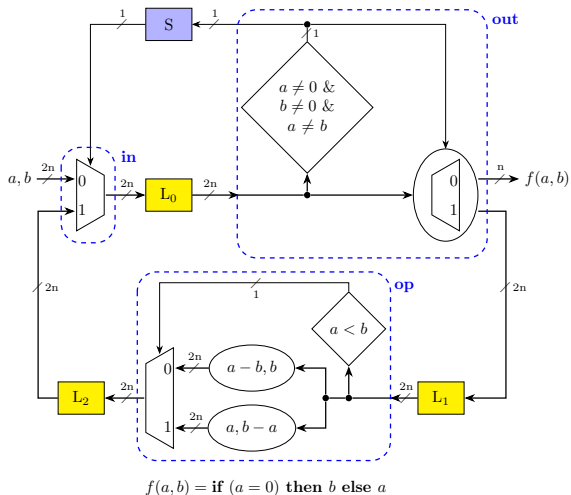 1
S
1
out
1
a ≠ 0 &
b ≠ 0 &
a ≠ b
in
a, b
2n
0
1
2n
L0
2n
0
1
n
f(a, b)
2n
2n
op
1
a < b
0
1
2n
a − b, b
2n
a, b − a
2n
L1
L2
2n
f(a, b) = if (a = 0) then b else a